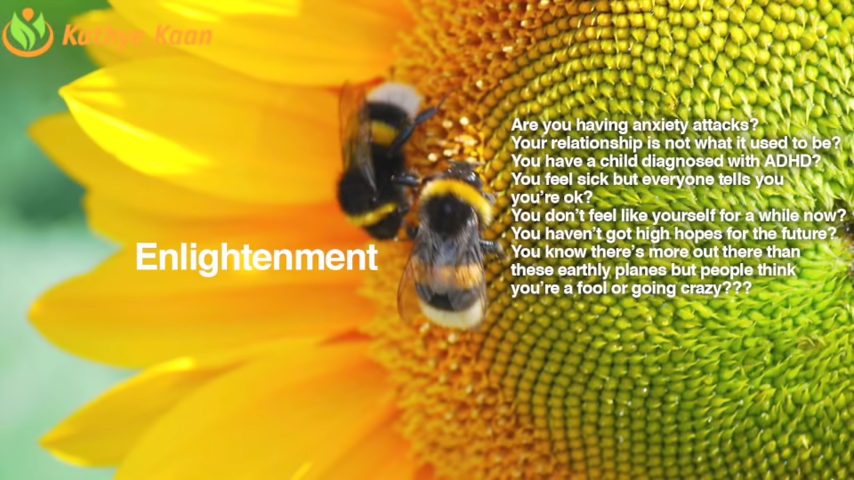 Kathye Kaan
Enlightenment
Are you having anxiety attacks?
Your relationship is not what it used to be?
You have a child diagnosed with ADHD?
You feel sick but everyone tells you
you're ok?
You don't feel like yourself for a while now?
You haven't got high hopes for the future?
You know there's more out there than
these earthly planes but people think
you're a fool or going crazy???